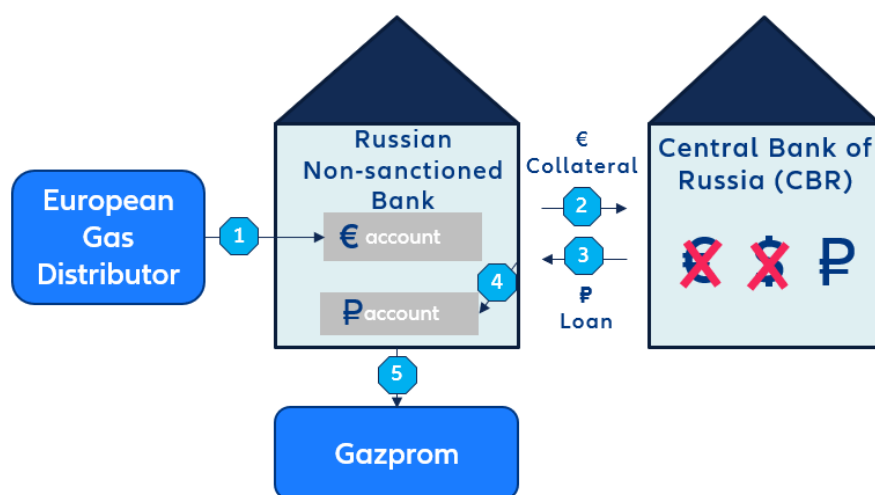 European
Gas
Distributor
1
Russian
Non-sanctioned
Bank
€ account
₽ account
4
€
Collateral
2
3
₽
Loan
Central Bank of
Russia (CBR)
€ $ ₽
5
Gazprom